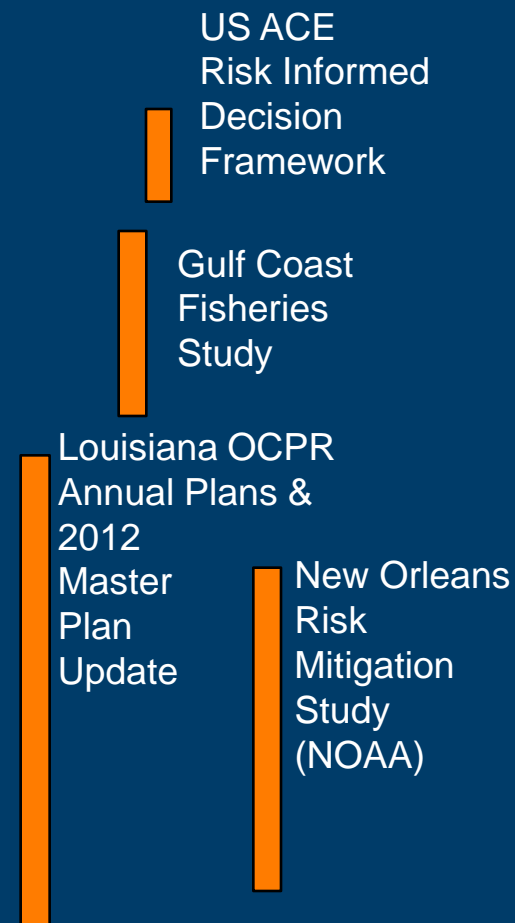 US ACE
Risk Informed
Decision
Framework
Gulf Coast
Fisheries
Study
Louisiana OCPR
Annual Plans &
2012
Master
Plan
Update
New Orleans
Risk
Mitigation
Study
(NOAA)